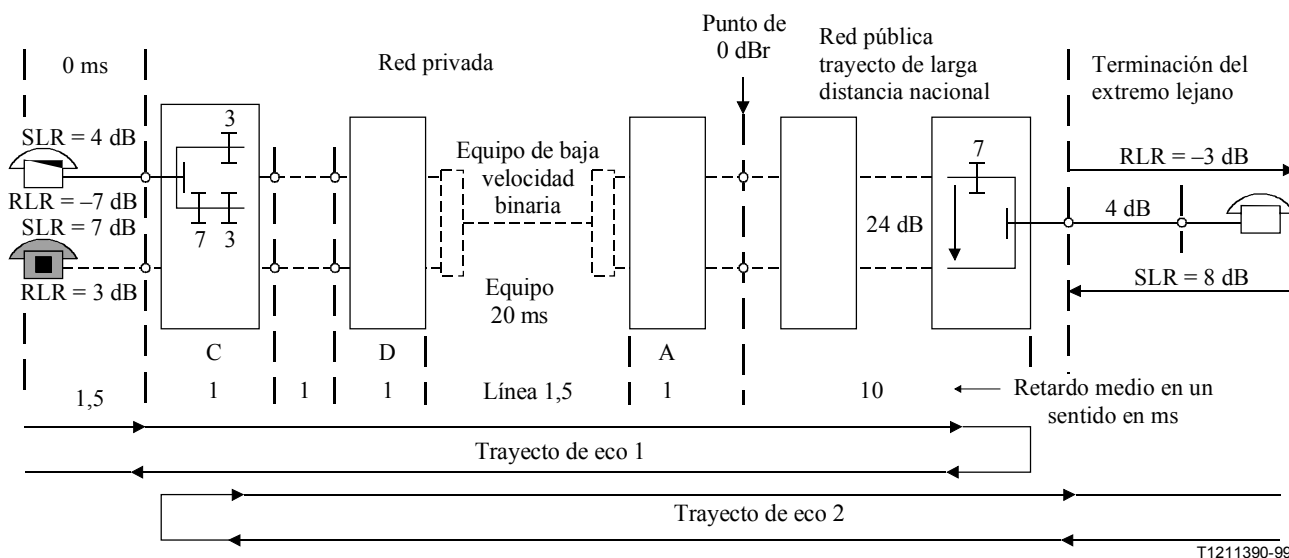 0 ms
Red privada
Punto de
0 dBr
Red pública
trayecto de larga
distancia nacional
Terminación del
extremo lejano
SLR = 4 dB
RLR = –7 dB
SLR = 7 dB
RLR = 3 dB
3
7 3
Equipo de baja
velocidad
binaria
Equipo
20 ms
7
24 dB
RLR = –3 dB
4 dB
SLR = 8 dB
C
D
A
1,5
1
1
1
Línea 1,5
1
10
Retardo medio en un
sentido en ms
Trayecto de eco 1
Trayecto de eco 2
T1211390-99